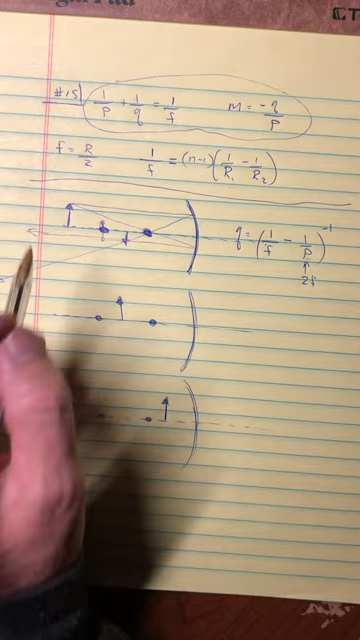 #15) 1/p + 1/q = 1/f M = -q/p
f = R/2 1/f = (n-1)(1/R₁ - 1/R₂)
q = (1/f - 1/p)⁻¹
↑
2f